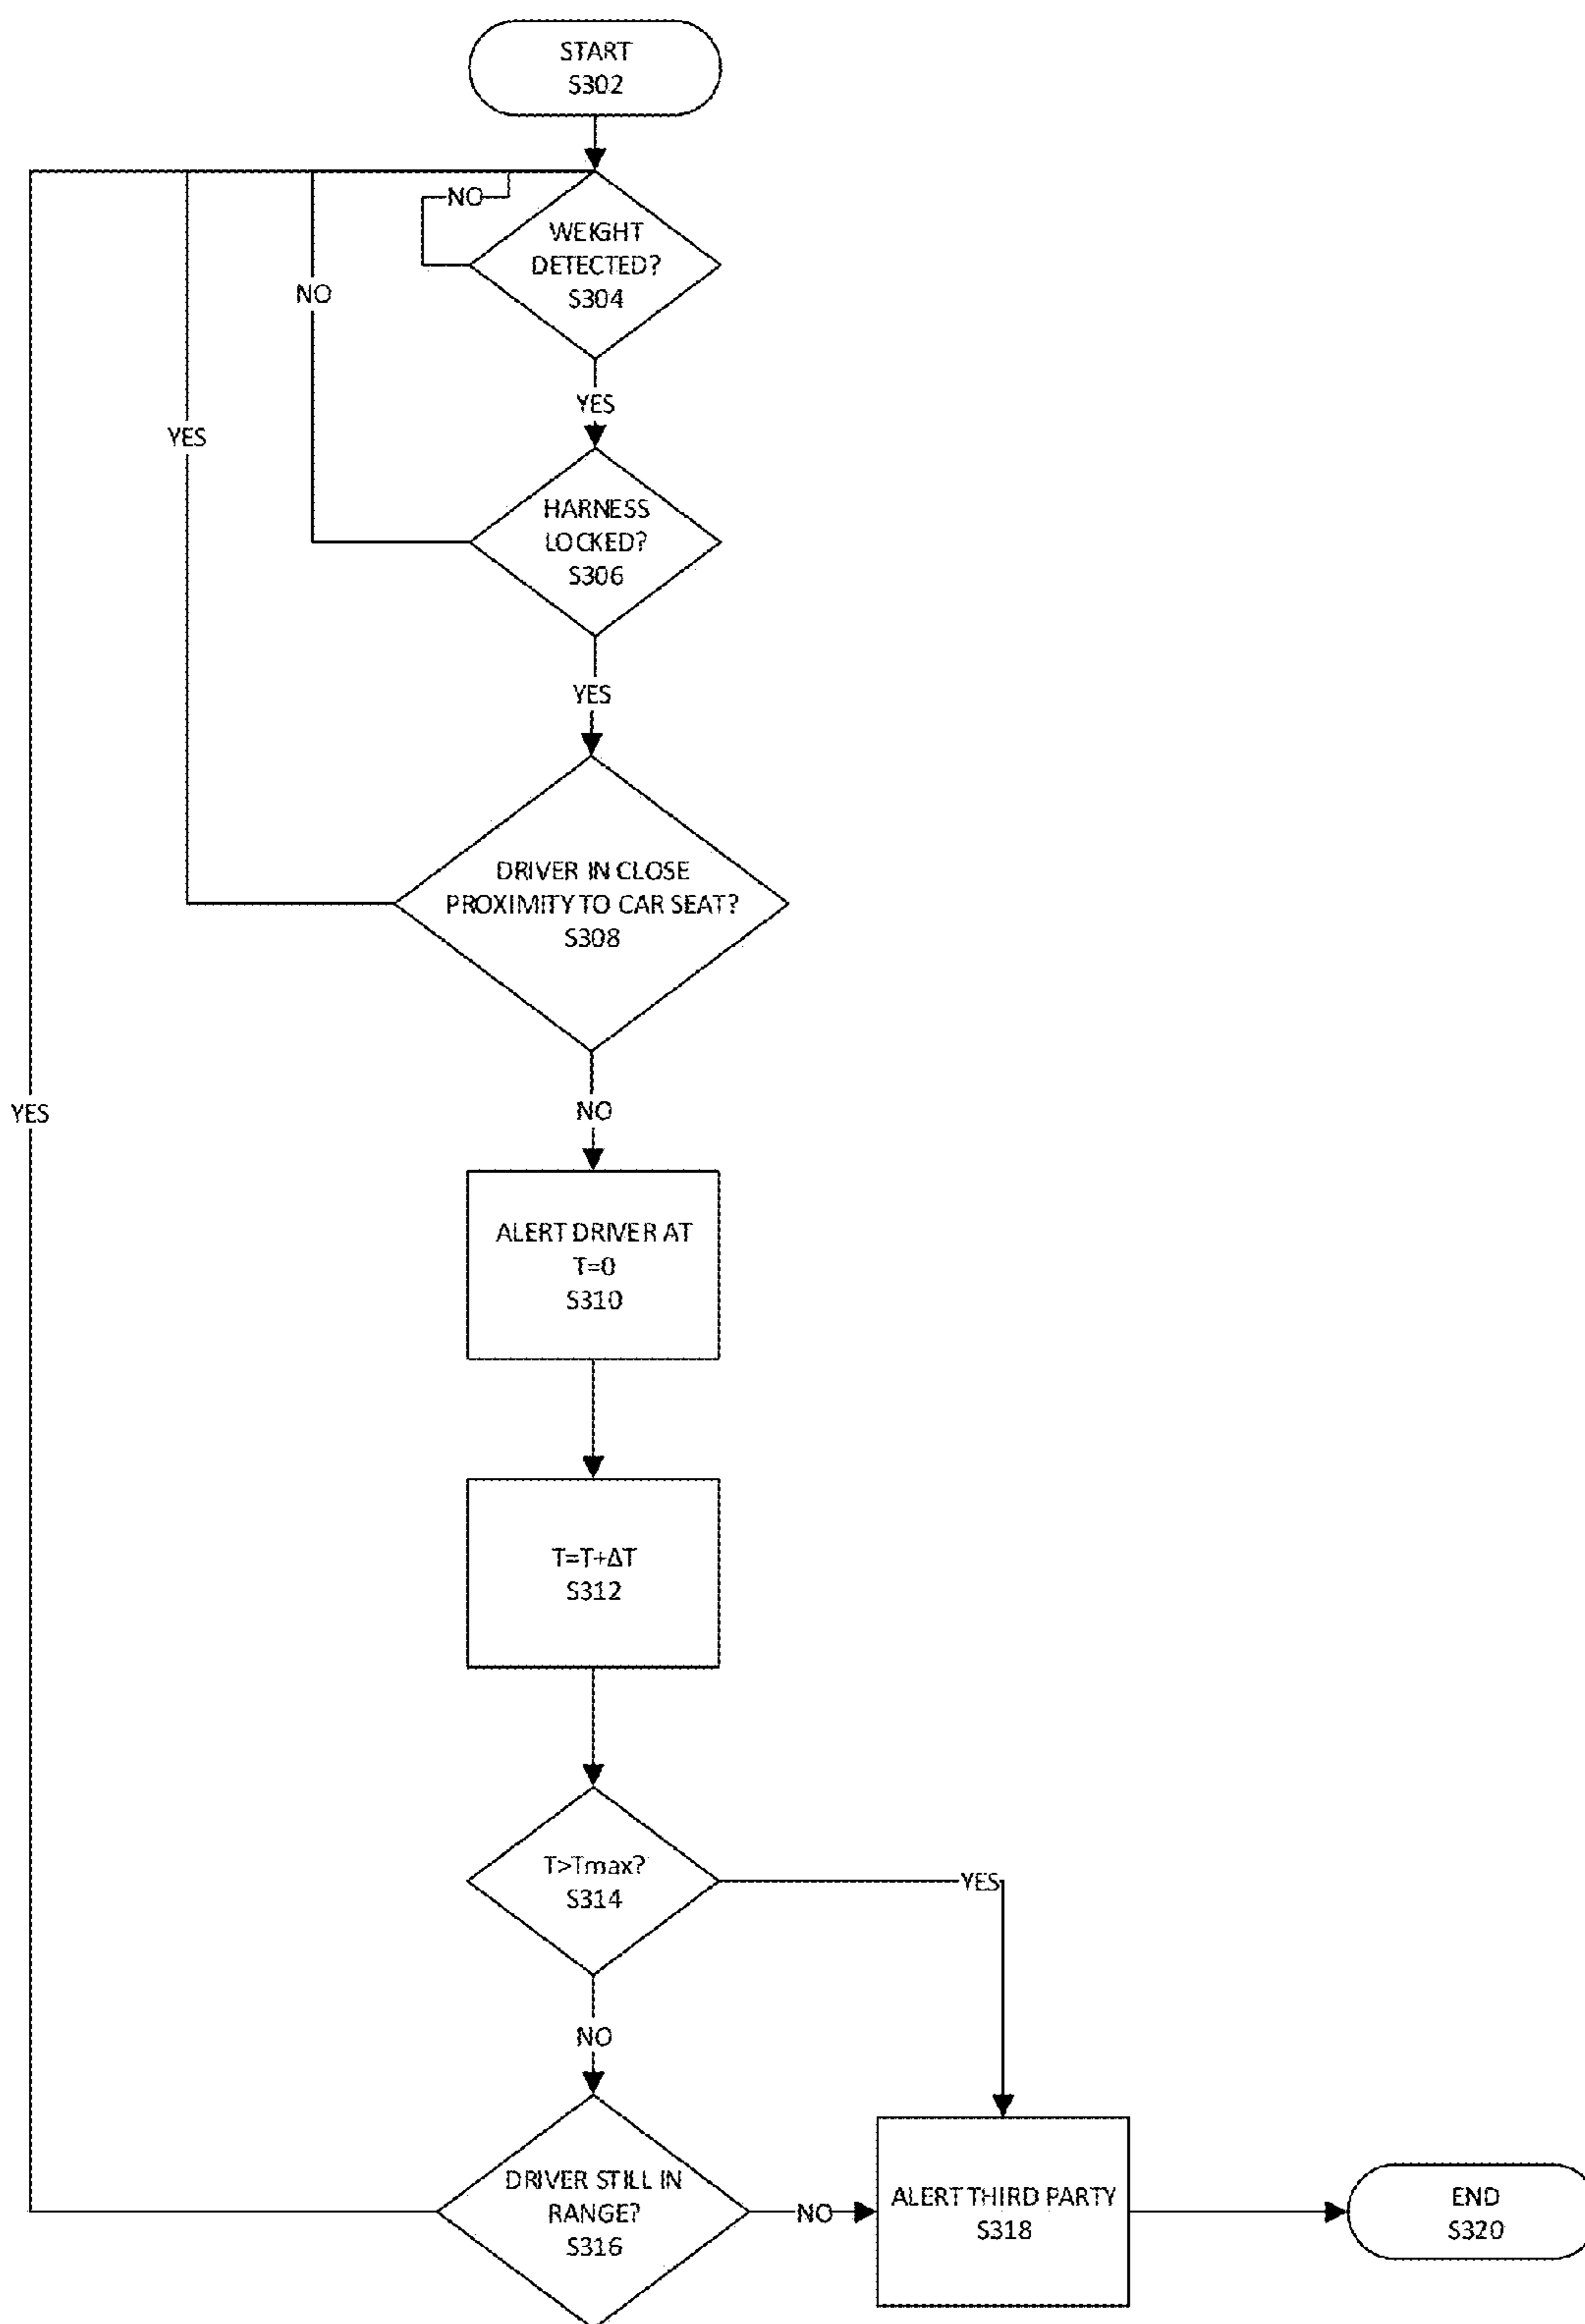 START
S302
NO
WEIGHT
DETECTED?
S304
NO
YES
YES
HARNESS
LOCKED?
S306
YES
DRIVER IN CLOSE
PROXIMITY TO CAR SEAT?
S308
YES
NO
ALERT DRIVER AT
T=0
S310
T=T+ΔT
S312
T>Tmax?
S314
YES
NO
DRIVER STILL IN
RANGE?
S316
NO
ALERT THIRD PARTY
S318
END
S320